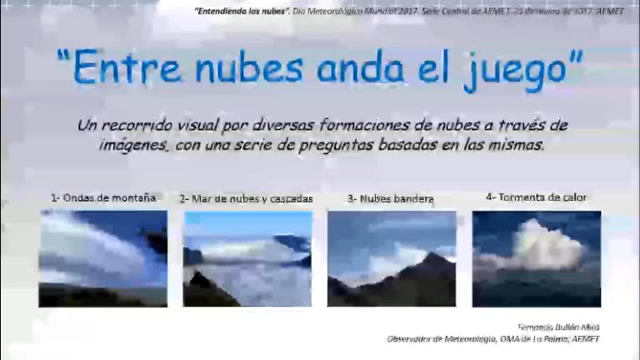 "Entendiendo las nubes". Día Meteorológico Mundial 2017. Sede Central de AEMET. 23 de marzo de 2017. AEMET
"Entre nubes anda el juego"
Un recorrido visual por diversas formaciones de nubes a través de
imágenes, con una serie de preguntas basadas en las mismas.
1- Ondas de montaña
2- Mar de nubes y cascadas
3- Nubes bandera
4- Tormenta de calor
Fernando Bullón Miró
Observador de Meteorología, OMA de La Palma, AEMET